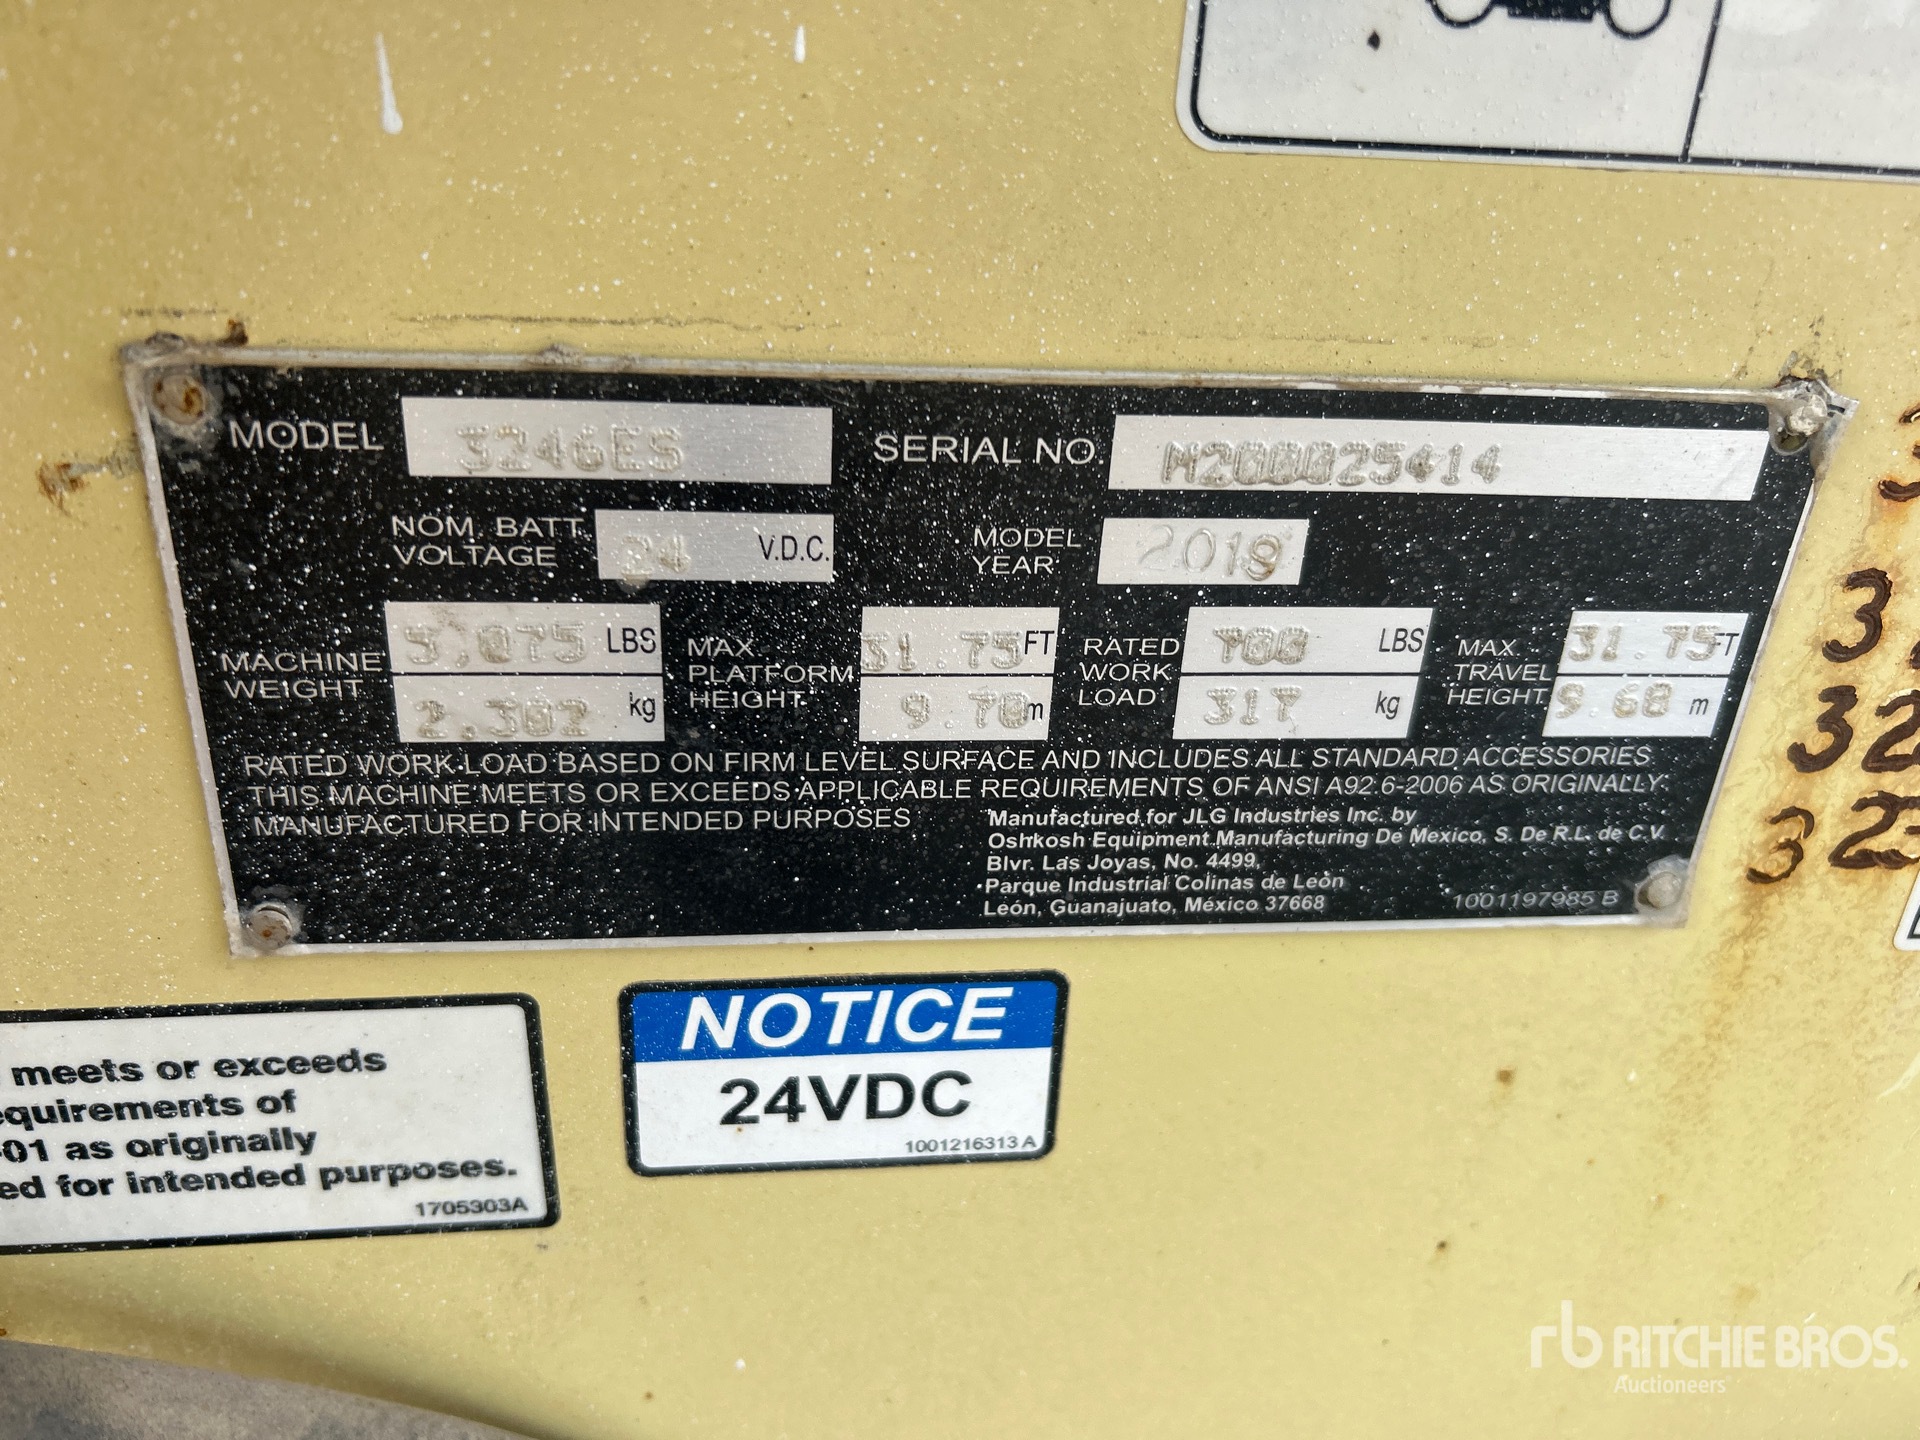 MODEL 3246ES SERIAL NO. M200025414
NOM. BATT. VOLTAGE 24 V.D.C. MODEL YEAR 2018
MACHINE WEIGHT 5,075 LBS 2,302 kg
MAX. PLATFORM HEIGHT 31.75 FT 9.70 m
RATED WORK LOAD 700 LBS 317 kg
MAX. TRAVEL HEIGHT 31.75 FT 9.68 m
RATED WORK LOAD BASED ON FIRM LEVEL SURFACE AND INCLUDES ALL STANDARD ACCESSORIES
THIS MACHINE MEETS OR EXCEEDS APPLICABLE REQUIREMENTS OF ANSI A92.6-2006 AS ORIGINALLY
MANUFACTURED FOR INTENDED PURPOSES
Manufactured for JLG Industries Inc. by
Oshkosh Equipment Manufacturing De Mexico, S. De R.L. de C.V.
Blvr. Las Joyas, No. 4499,
Parque Industrial Colinas de León
León, Guanajuato, México 37668
1001197985 B
3
32
32
meets or exceeds
equirements of
-01 as originally
ed for intended purposes.
1705303A
NOTICE
24VDC
1001216313 A
rb RITCHIE BROS.
Auctioneers